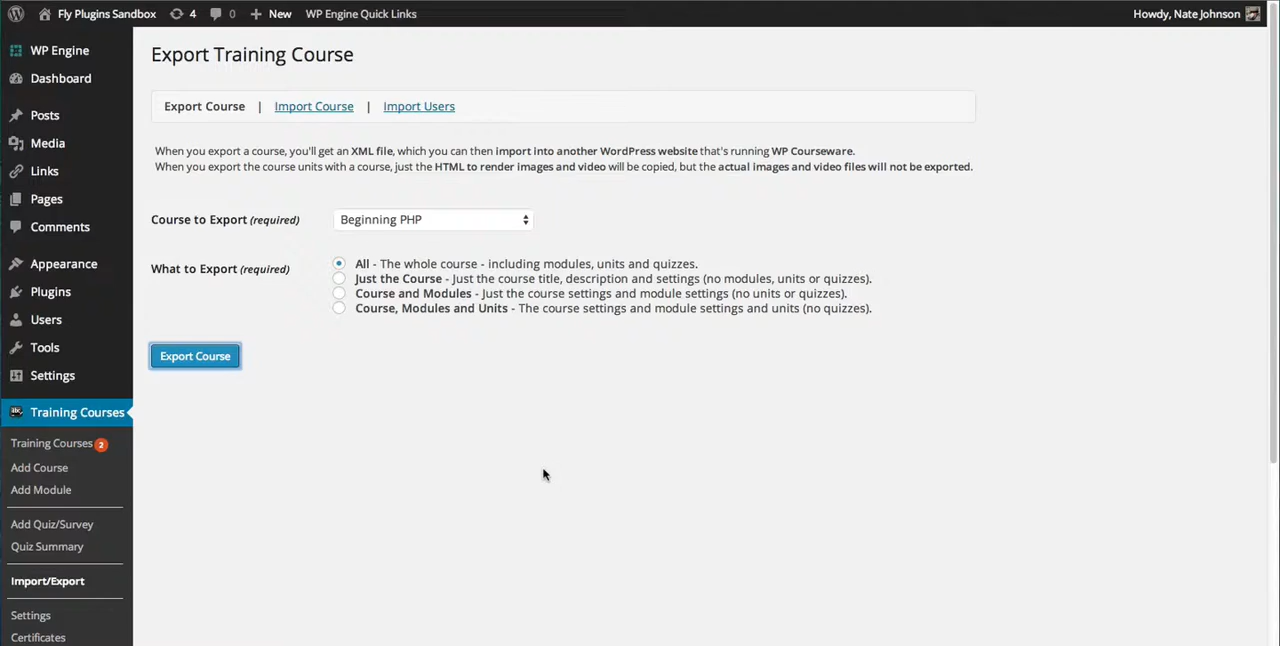 Fly Plugins Sandbox 4 0 New WP Engine Quick Links Howdy, Nate Johnson
WP Engine
Dashboard
Posts
Media
Links
Pages
Comments
Appearance
Plugins
Users
Tools
Settings
Training Courses
Training Courses 2
Add Course
Add Module
Add Quiz/Survey
Quiz Summary
Import/Export
Settings
Certificates
Export Training Course
Export Course | Import Course | Import Users
When you export a course, you'll get an XML file, which you can then import into another WordPress website that's running WP Courseware.
When you export the course units with a course, just the HTML to render images and video will be copied, but the actual images and video files will not be exported.
Course to Export (required) Beginning PHP
What to Export (required)
All - The whole course - including modules, units and quizzes.
Just the Course - Just the course title, description and settings (no modules, units or quizzes).
Course and Modules - Just the course settings and module settings (no units or quizzes).
Course, Modules and Units - The course settings and module settings and units (no quizzes).
Export Course